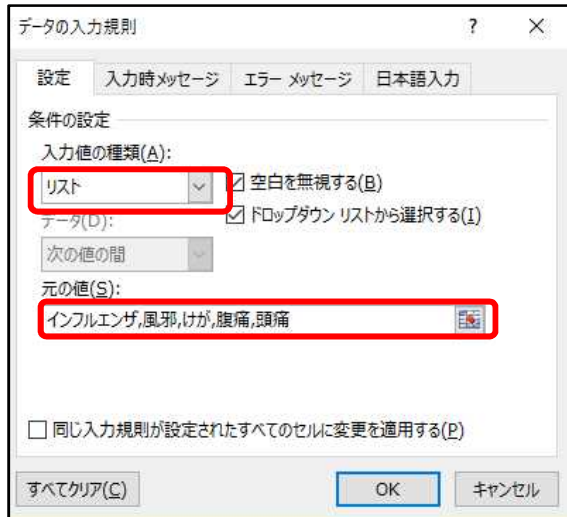 データの入力規則 ? ×
設定 入力時メッセージ エラー メッセージ 日本語入力
条件の設定
入力値の種類(A):
リスト 空白を無視する(B)
データ(D): ドロップダウン リストから選択する(I)
次の値の間
元の値(S):
インフルエンザ,風邪,けが,腹痛,頭痛
同じ入力規則が設定されたすべてのセルに変更を適用する(P)
すべてクリア(C) OK キャンセル